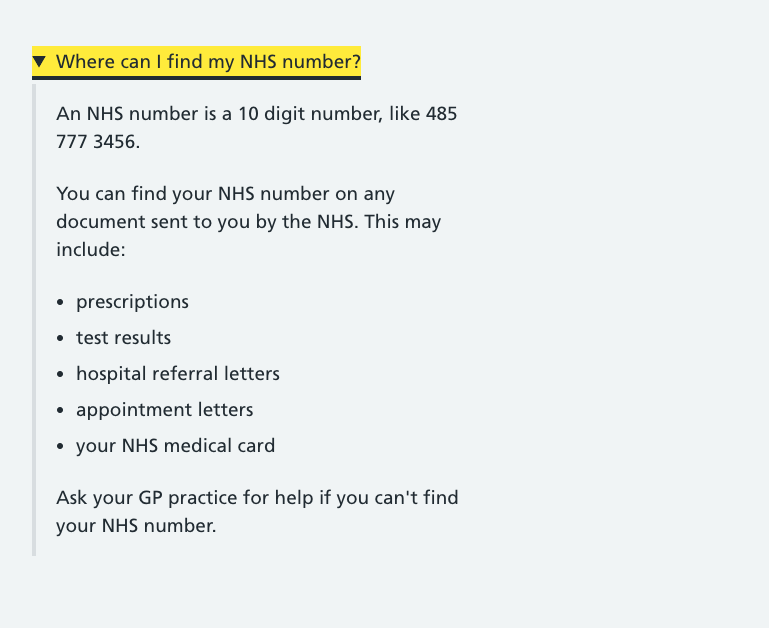 Where can I find my NHS number?
An NHS number is a 10 digit number, like 485
777 3456.
You can find your NHS number on any
document sent to you by the NHS. This may
include:
• prescriptions
• test results
• hospital referral letters
• appointment letters
• your NHS medical card
Ask your GP practice for help if you can't find
your NHS number.